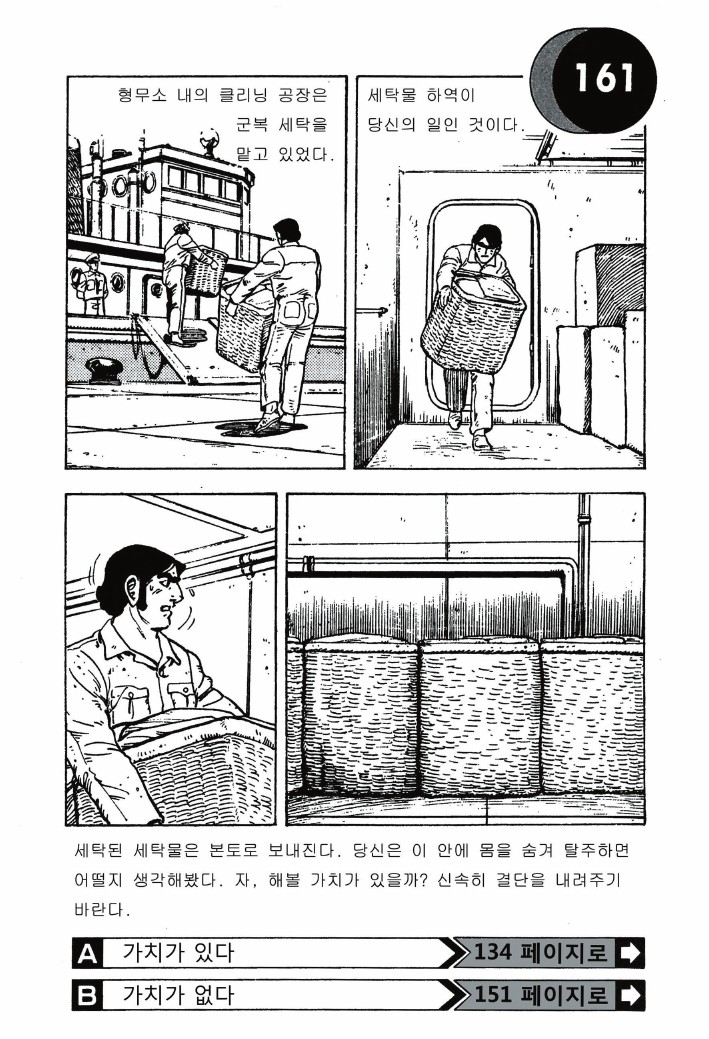 161
형무소 내의 클리닝 공장은
군복 세탁을
맡고 있었다.
세탁물 하역이
당신의 일인 것이다.
세탁된 세탁물은 본토로 보내진다. 당신은 이 안에 몸을 숨겨 탈주하면
어떨지 생각해봤다. 자, 해볼 가치가 있을까? 신속히 결단을 내려주기
바란다.
A 가치가 있다 134 페이지로
B 가치가 없다 151 페이지로